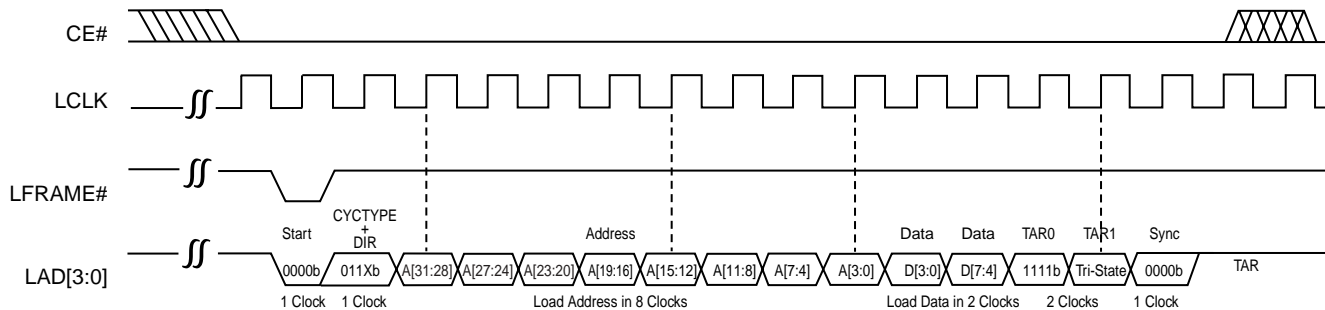 CE#
LCLK
LFRAME#
Start
CYCTYPE
+
DIR
Address
Data
Data
TAR0
TAR1
Sync
LAD[3:0]
0000b
011Xb
A[31:28]
A[27:24]
A[23:20]
A[19:16]
A[15:12]
A[11:8]
A[7:4]
A[3:0]
D[3:0]
D[7:4]
1111b
Tri-State
0000b
TAR
1 Clock
1 Clock
Load Address in 8 Clocks
Load Data in 2 Clocks
2 Clocks
1 Clock